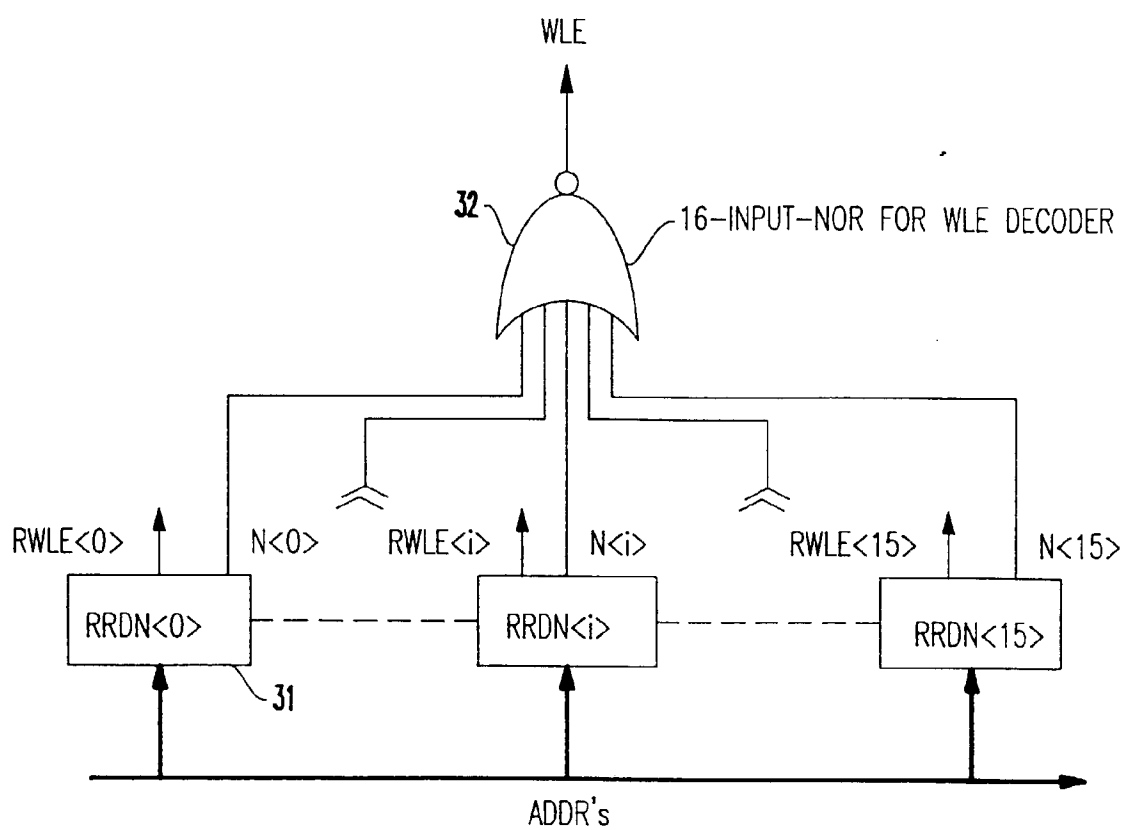 WLE
32
16-INPUT-NOR FOR WLE DECODER
RWLE<0>
N<0>
RWLE<i>
N<i>
RWLE<15>
N<15>
RRDN<0>
RRDN<i>
RRDN<15>
31
ADDR's